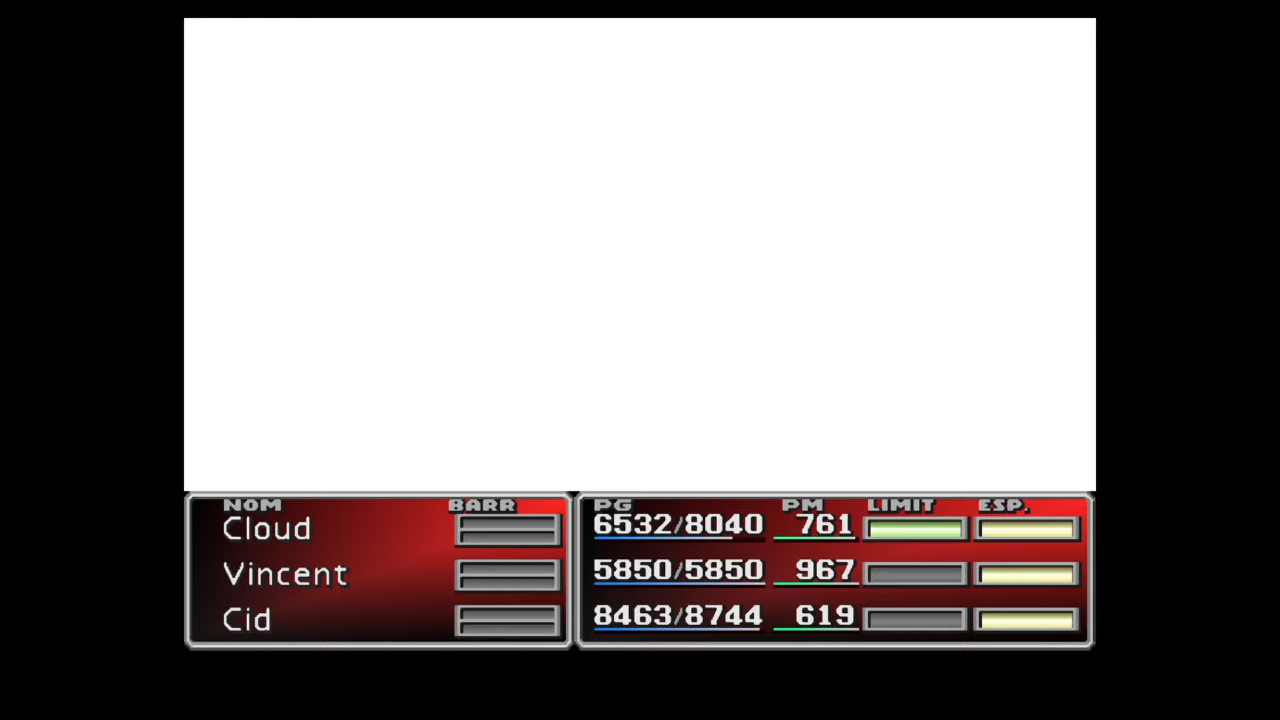 NOM BARR PG PM LIMIT ESP.
Cloud 6532/8040 761
Vincent 5850/5850 967
Cid 8463/8744 619